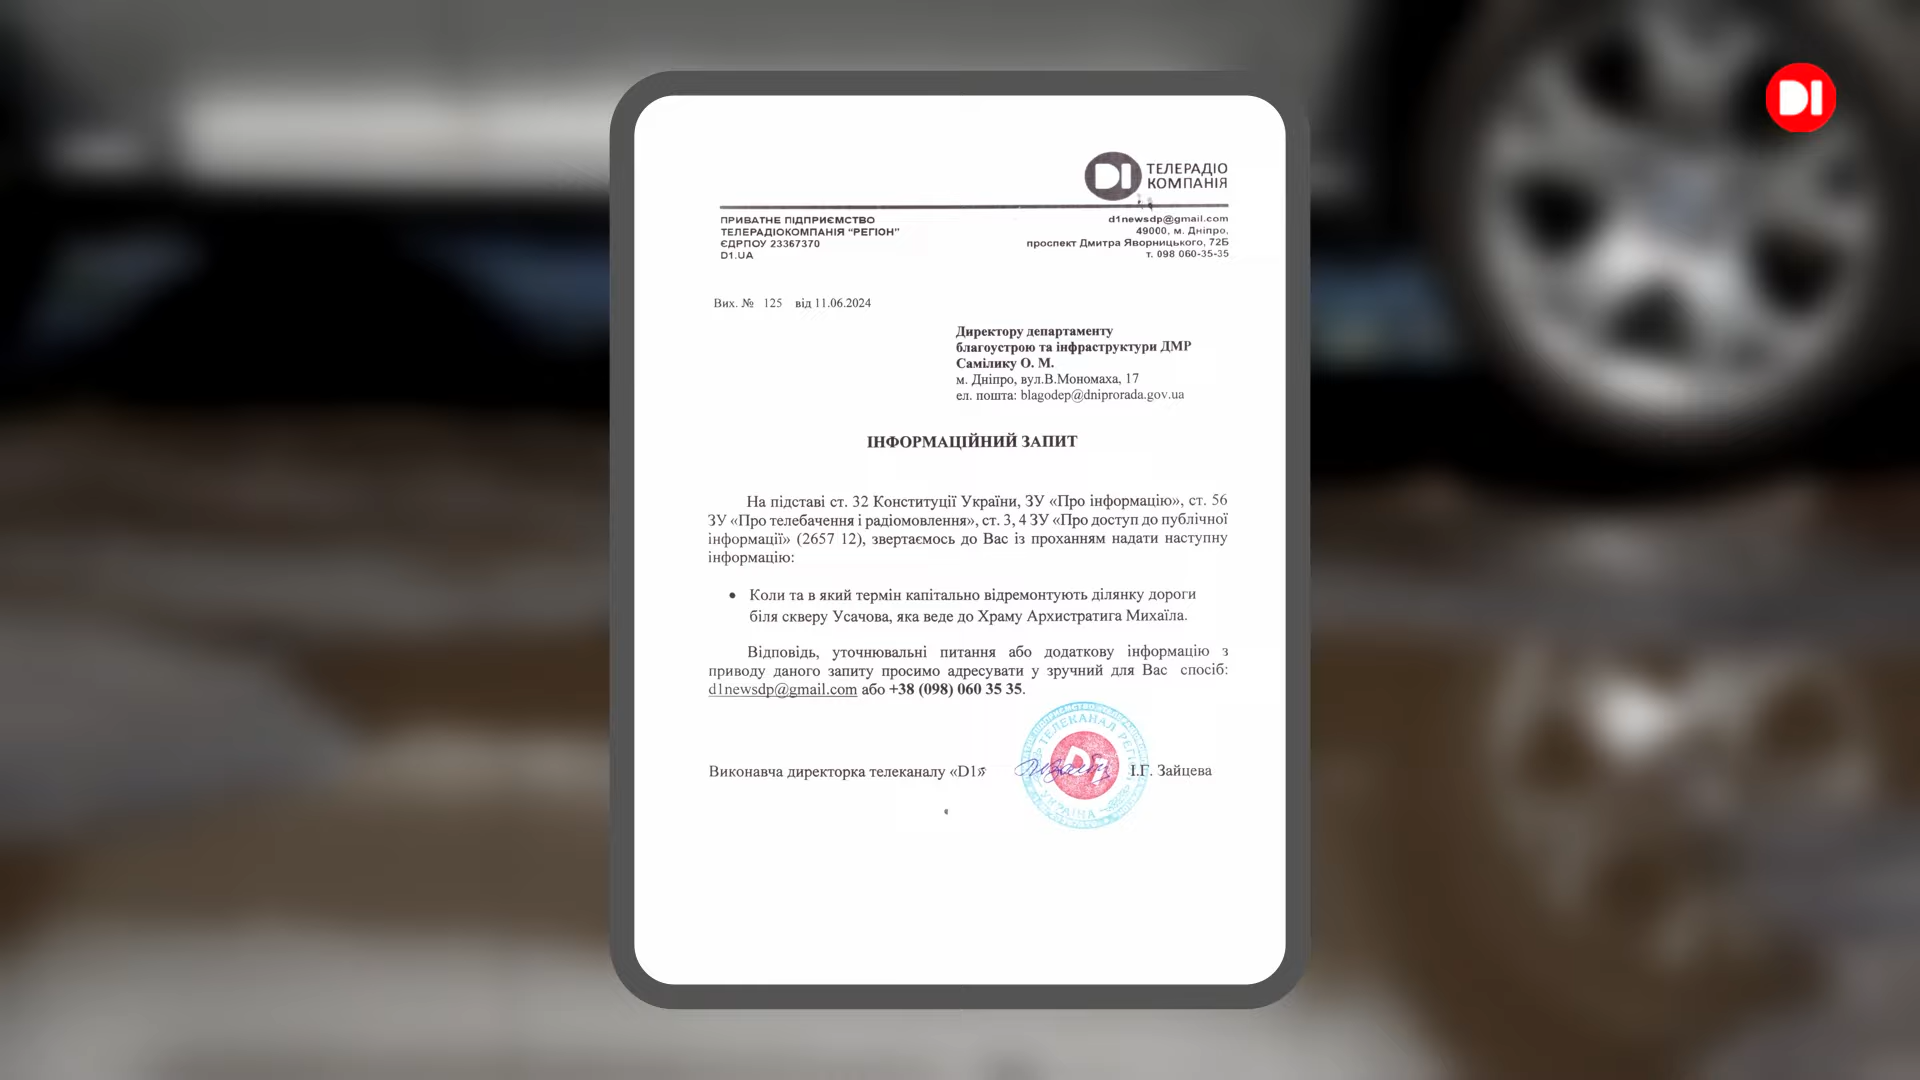 DI
DI ТЕЛЕРАДІО
КОМПАНІЯ
ПРИВАТНЕ ПІДПРИЄМСТВО
ТЕЛЕРАДІОКОМПАНІЯ “РЕГІОН”
ЄДРПОУ 23367370
D1.UA
d1newsdp@gmail.com
49000, м. Дніпро,
проспект Дмитра Яворницького, 72Б
т. 098 060-35-35
Вих. № 125 від 11.06.2024
Директору департаменту
благоустрою та інфраструктури ДМР
Самілику О. М.
м. Дніпро, вул.В.Мономаха, 17
ел. пошта: blagodep@dniprorada.gov.ua
ІНФОРМАЦІЙНИЙ ЗАПИТ
На підставі ст. 32 Конституції України, ЗУ «Про інформацію», ст. 56
ЗУ «Про телебачення і радіомовлення», ст. 3, 4 ЗУ «Про доступ до публічної
інформації» (2657 12), звертаємось до Вас із проханням надати наступну
інформацію:
• Коли та в який термін капітально відремонтують ділянку дороги
біля скверу Усачова, яка веде до Храму Архистратига Михаїла.
Відповідь, уточнювальні питання або додаткову інформацію з
приводу даного запиту просимо адресувати у зручний для Вас спосіб:
d1newsdp@gmail.com або +38 (098) 060 35 35.
Виконавча директорка телеканалу «D1» І.Г. Зайцева
ТЕЛЕКАНАЛ РЕГІОН
D1
УКРАЇНА